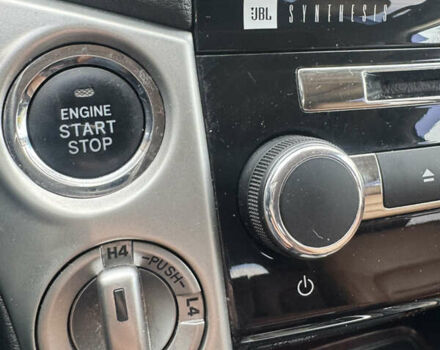 JBL SYNTHESIS
ENGINE
START
STOP
H4 -PUSH- L4